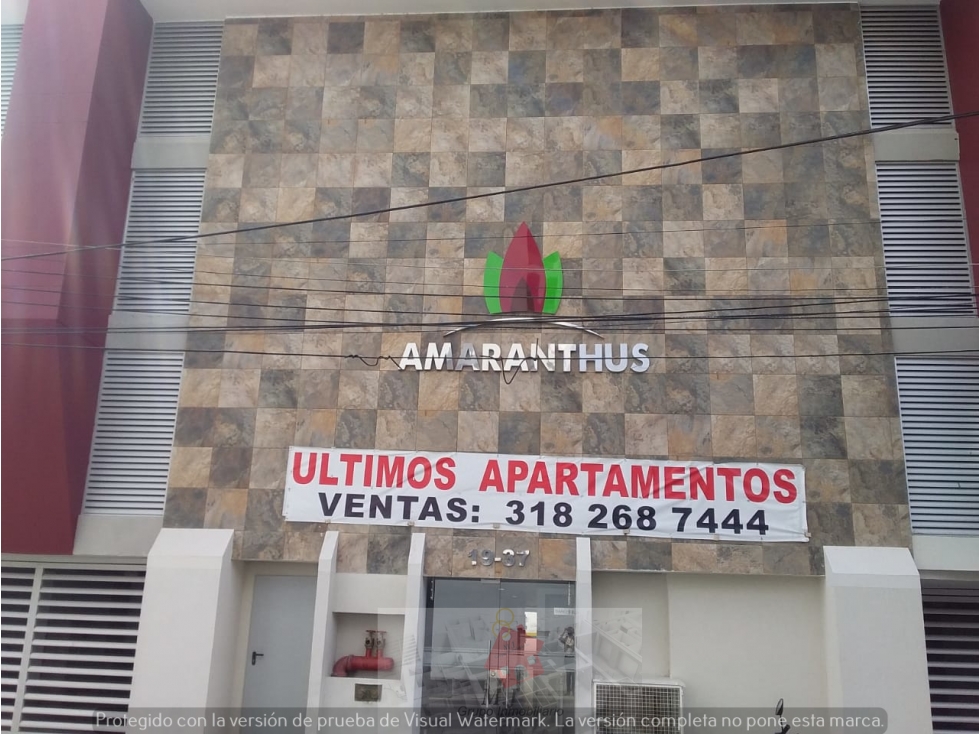 AMARANTHUS
ULTIMOS APARTAMENTOS
VENTAS: 318 268 7444
19-37
Protegido con la versión de prueba de Visual Watermark. La versión completa no pone esta marca.